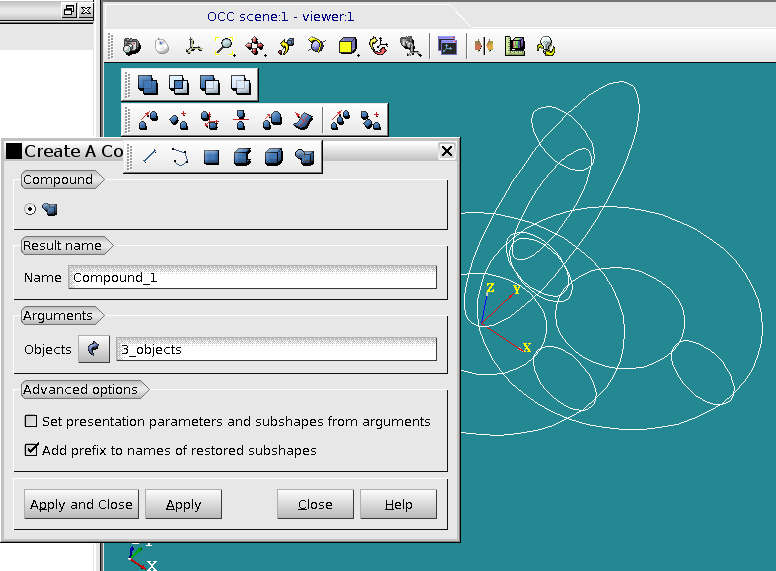 OCC scene:1 - viewer:1
Create A Co
Compound
Result name
Name Compound_1
Arguments
Objects 3_objects
Advanced options
Set presentation parameters and subshapes from arguments
Add prefix to names of restored subshapes
Apply and Close Apply Close Help
Z
Y
X
X